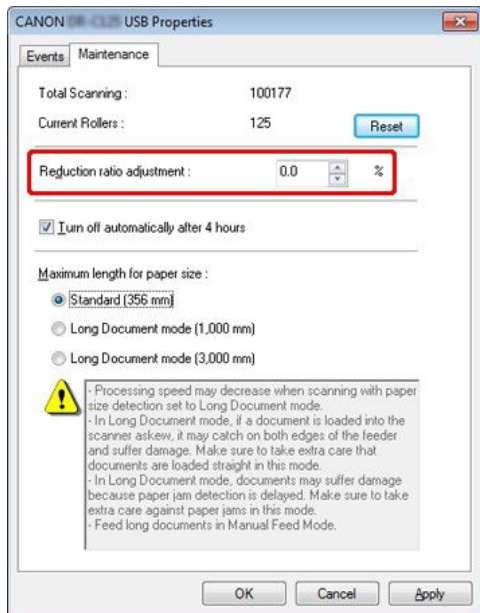 CANON USB Properties
Events Maintenance
Total Scanning : 100177
Current Rollers : 125 Reset
Reduction ratio adjustment : 0.0 %
Turn off automatically after 4 hours
Maximum length for paper size :
Standard (356 mm)
Long Document mode (1,000 mm)
Long Document mode (3,000 mm)
- Processing speed may decrease when scanning with paper
size detection set to Long Document mode.
- In Long Document mode, if a document is loaded into the
scanner askew, it may catch on both edges of the feeder
and suffer damage. Make sure to take extra care that
documents are loaded straight in this mode.
- In Long Document mode, documents may suffer damage
because paper jam detection is delayed. Make sure to take
extra care against paper jams in this mode.
- Feed long documents in Manual Feed Mode.
OK Cancel Apply